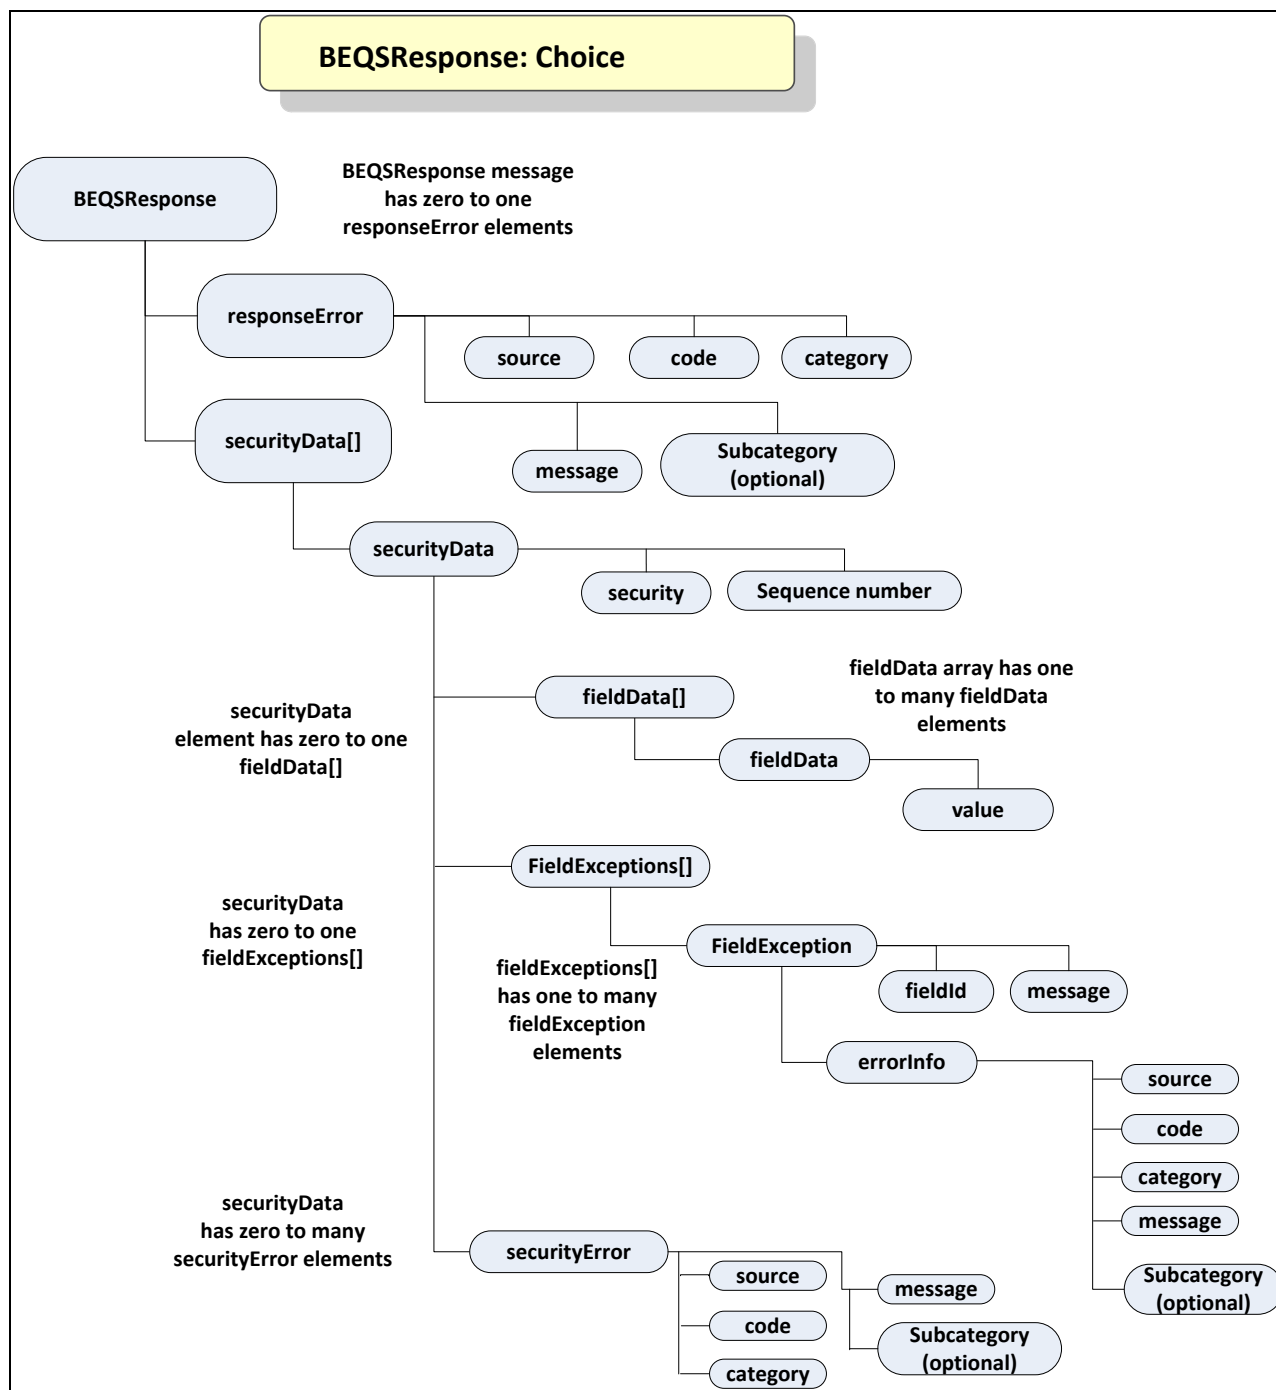 BEQSResponse: Choice
BEQSResponse
BEQSResponse message
has zero to one
responseError elements
responseError
source
code
category
securityData[]
message
Subcategory
(optional)
securityData
security
Sequence number
fieldData[]
fieldData array has one
to many fieldData
elements
securityData
element has zero to one
fieldData[]
fieldData
value
FieldExceptions[]
securityData
has zero to one
fieldExceptions[]
FieldException
fieldExceptions[]
has one to many
fieldException
elements
fieldId
message
errorInfo
source
code
category
message
Subcategory
(optional)
securityData
has zero to many
securityError elements
securityError
source
code
category
message
Subcategory
(optional)